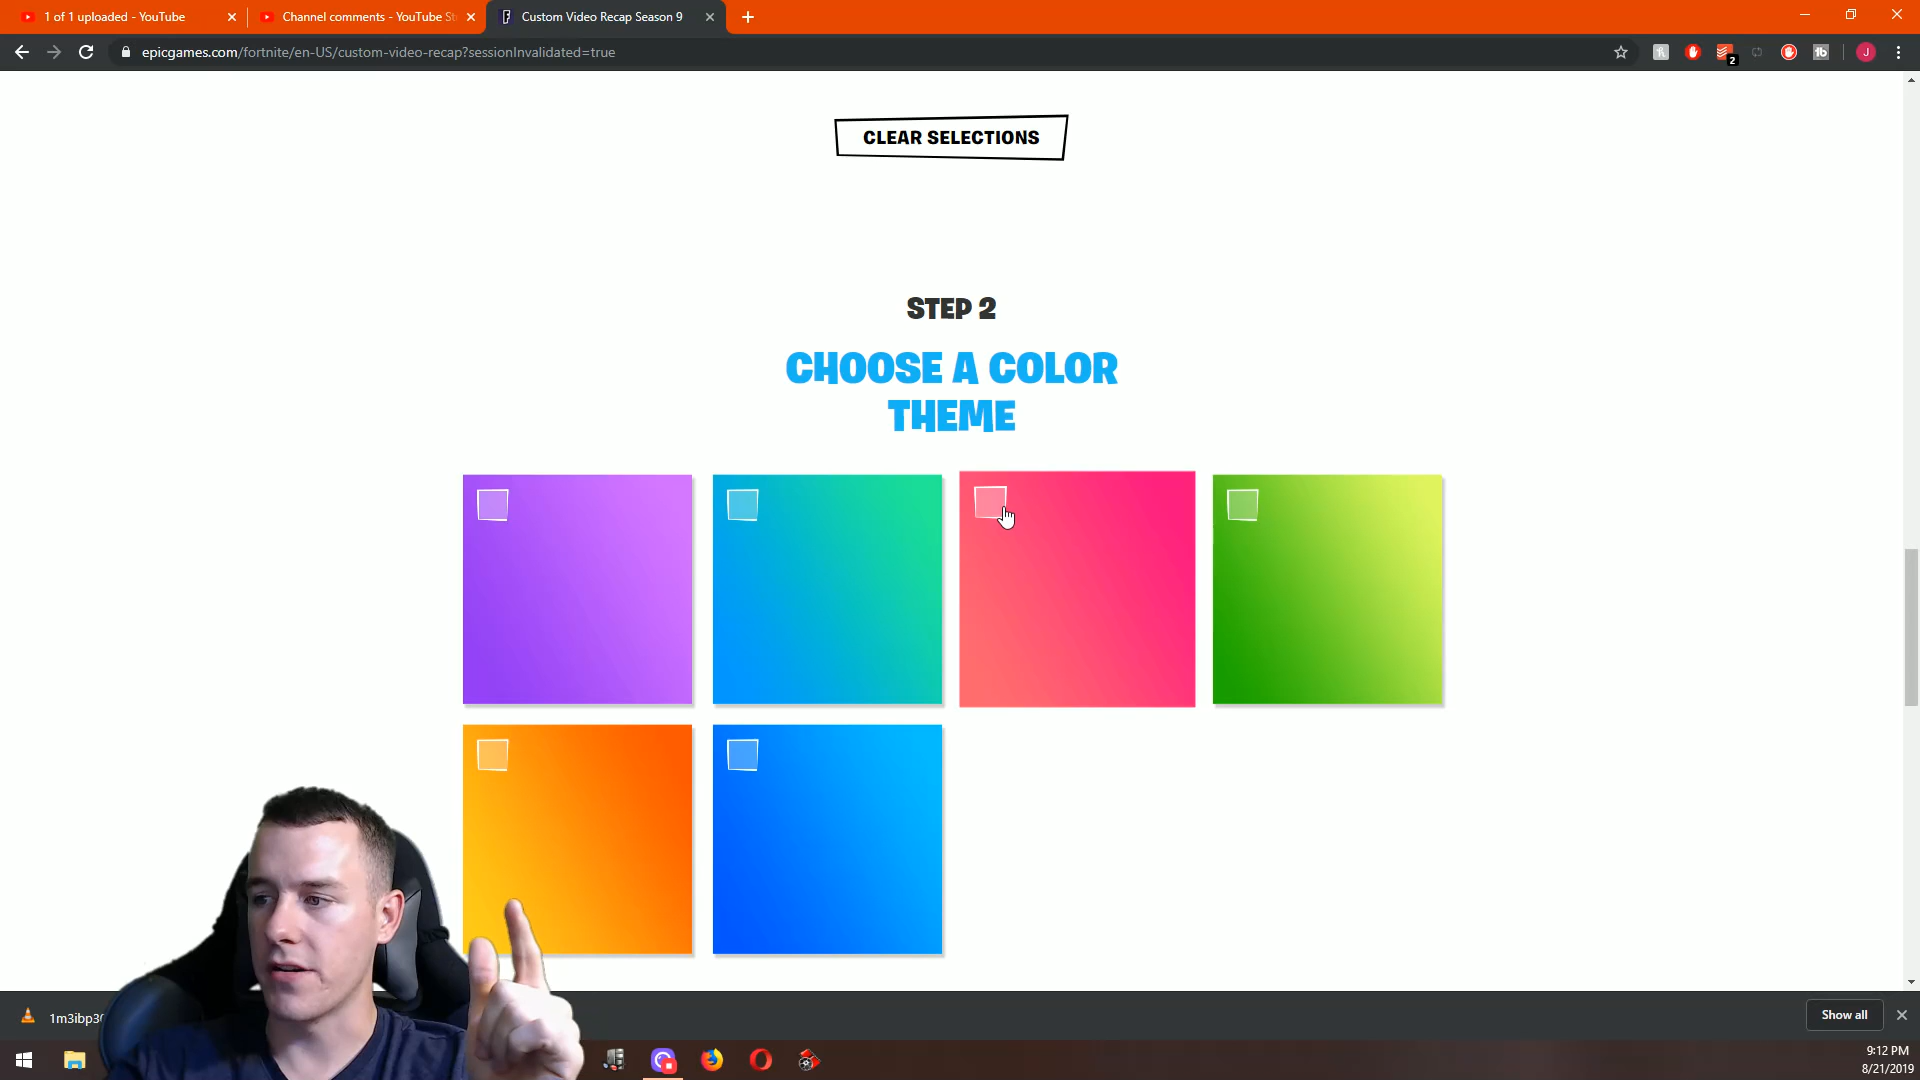 1 of 1 uploaded - YouTube
Channel comments - YouTube St
Custom Video Recap Season 9
epicgames.com/fortnite/en-US/custom-video-recap?sessionInvalidated=true
2
J
CLEAR SELECTIONS
STEP 2
CHOOSE A COLOR
THEME
1m3ibp30
Show all
9:12 PM
8/21/2019